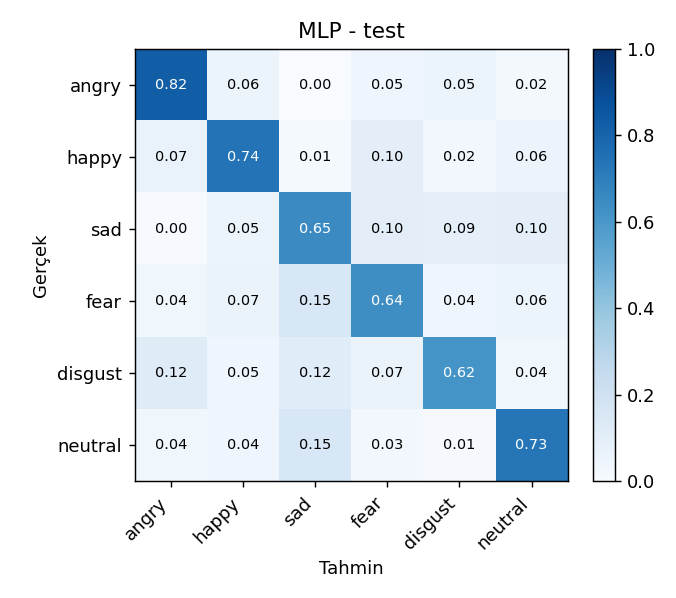 MLP - test
1.0
angry 0.82 0.06 0.00 0.05 0.05 0.02
0.8
happy 0.07 0.74 0.01 0.10 0.02 0.06
0.6
sad 0.00 0.05 0.65 0.10 0.09 0.10
Gerçek
fear 0.04 0.07 0.15 0.64 0.04 0.06
0.4
disgust 0.12 0.05 0.12 0.07 0.62 0.04
0.2
neutral 0.04 0.04 0.15 0.03 0.01 0.73
0.0
angry happy sad fear disgust neutral
Tahmin